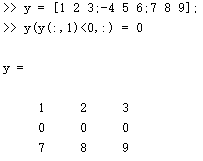 >> y = [1 2 3;-4 5 6;7 8 9];
>> y(y(:,1)<0,:) = 0
y =
1 2 3
0 0 0
7 8 9